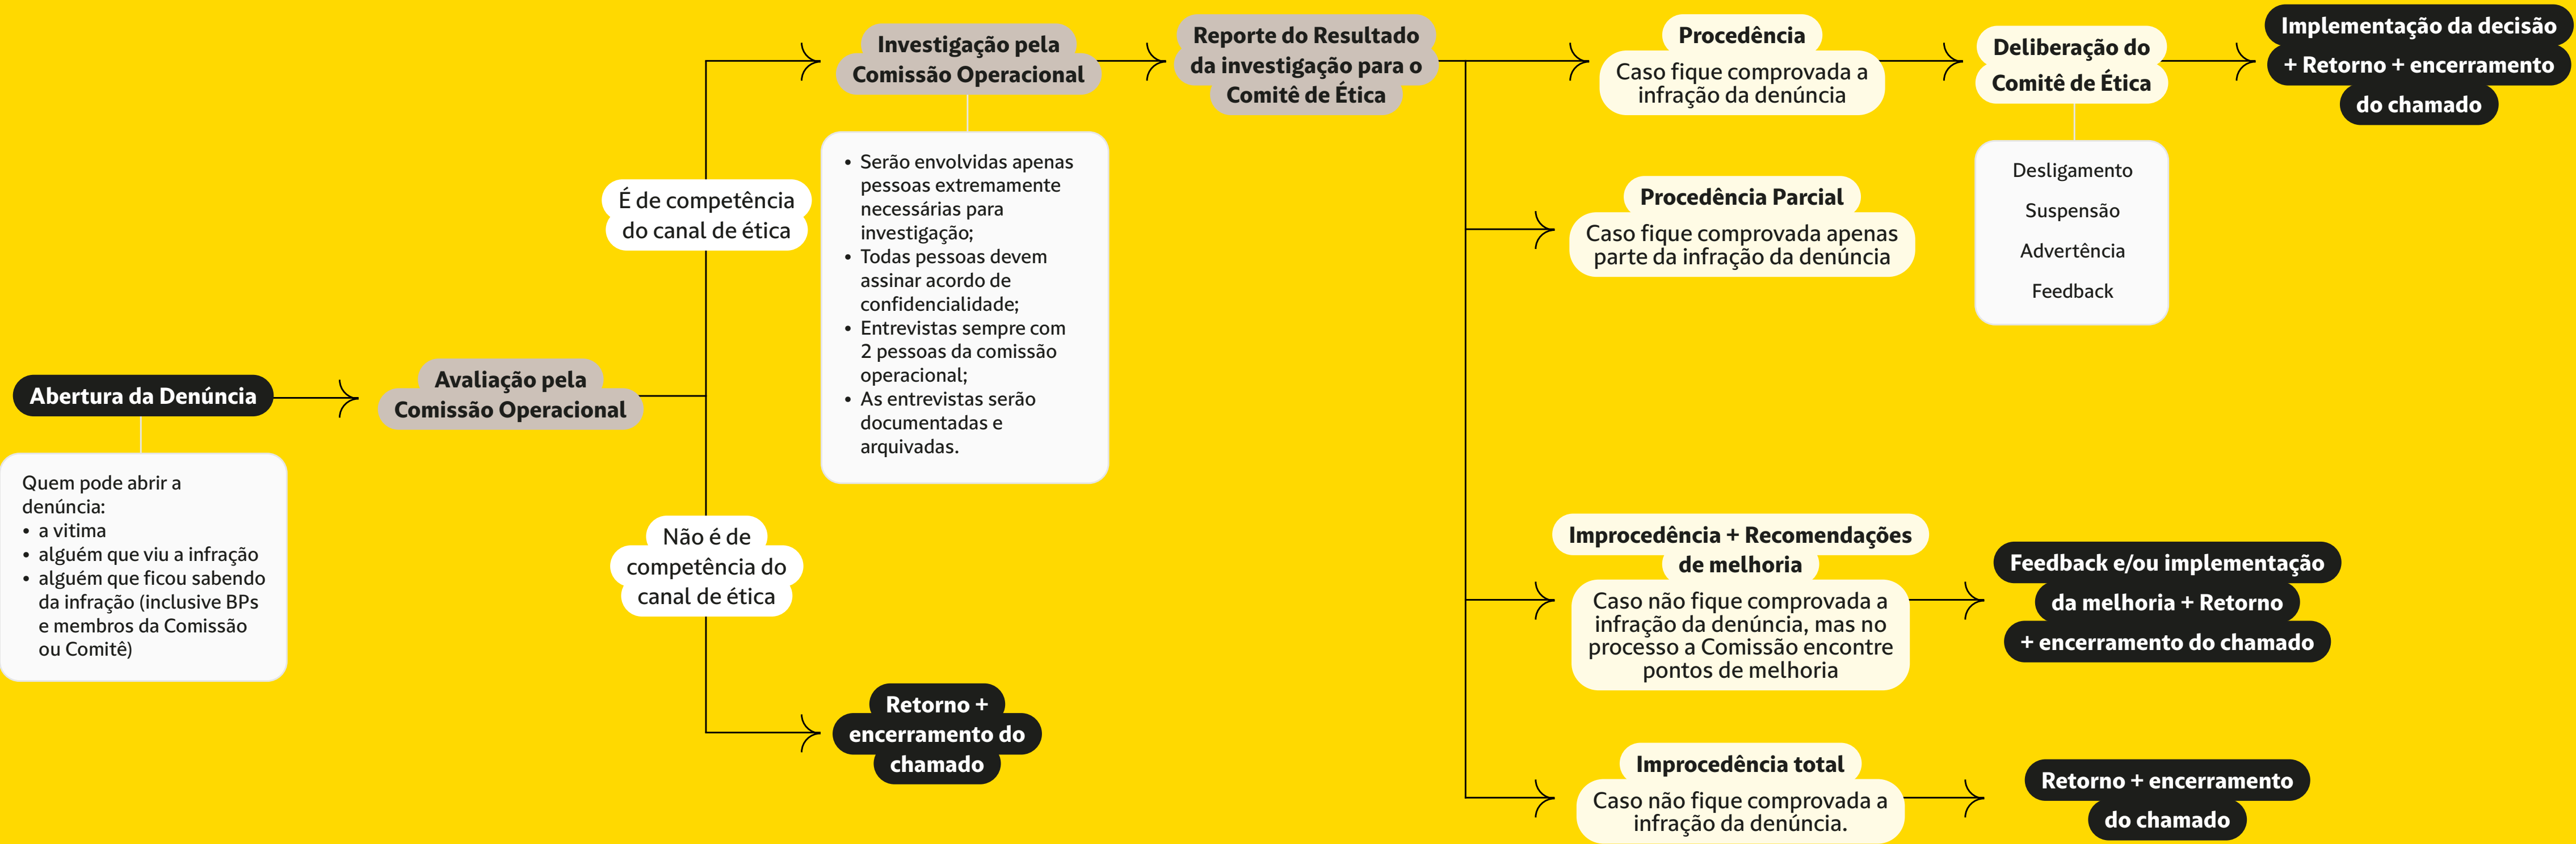 Abertura da Denúncia
Quem pode abrir a
denúncia:
• a vitima
• alguém que viu a infração
• alguém que ficou sabendo
da infração (inclusive BPs
e membros da Comissão
ou Comitê)
Avaliação pela
Comissão Operacional
É de competência
do canal de ética
Não é de
competência do
canal de ética
Investigação pela
Comissão Operacional
• Serão envolvidas apenas
pessoas extremamente
necessárias para
investigação;
• Todas pessoas devem
assinar acordo de
confidencialidade;
• Entrevistas sempre com
2 pessoas da comissão
operacional;
• As entrevistas serão
documentadas e
arquivadas.
Retorno +
encerramento do
chamado
Reporte do Resultado
da investigação para o
Comitê de Ética
Procedência
Caso fique comprovada a
infração da denúncia
Deliberação do
Comitê de Ética
Desligamento
Suspensão
Advertência
Feedback
Implementação da decisão
+ Retorno + encerramento
do chamado
Procedência Parcial
Caso fique comprovada apenas
parte da infração da denúncia
Improcedência + Recomendações
de melhoria
Caso não fique comprovada a
infração da denúncia, mas no
processo a Comissão encontre
pontos de melhoria
Feedback e/ou implementação
da melhoria + Retorno
+ encerramento do chamado
Improcedência total
Caso não fique comprovada a
infração da denúncia.
Retorno + encerramento
do chamado